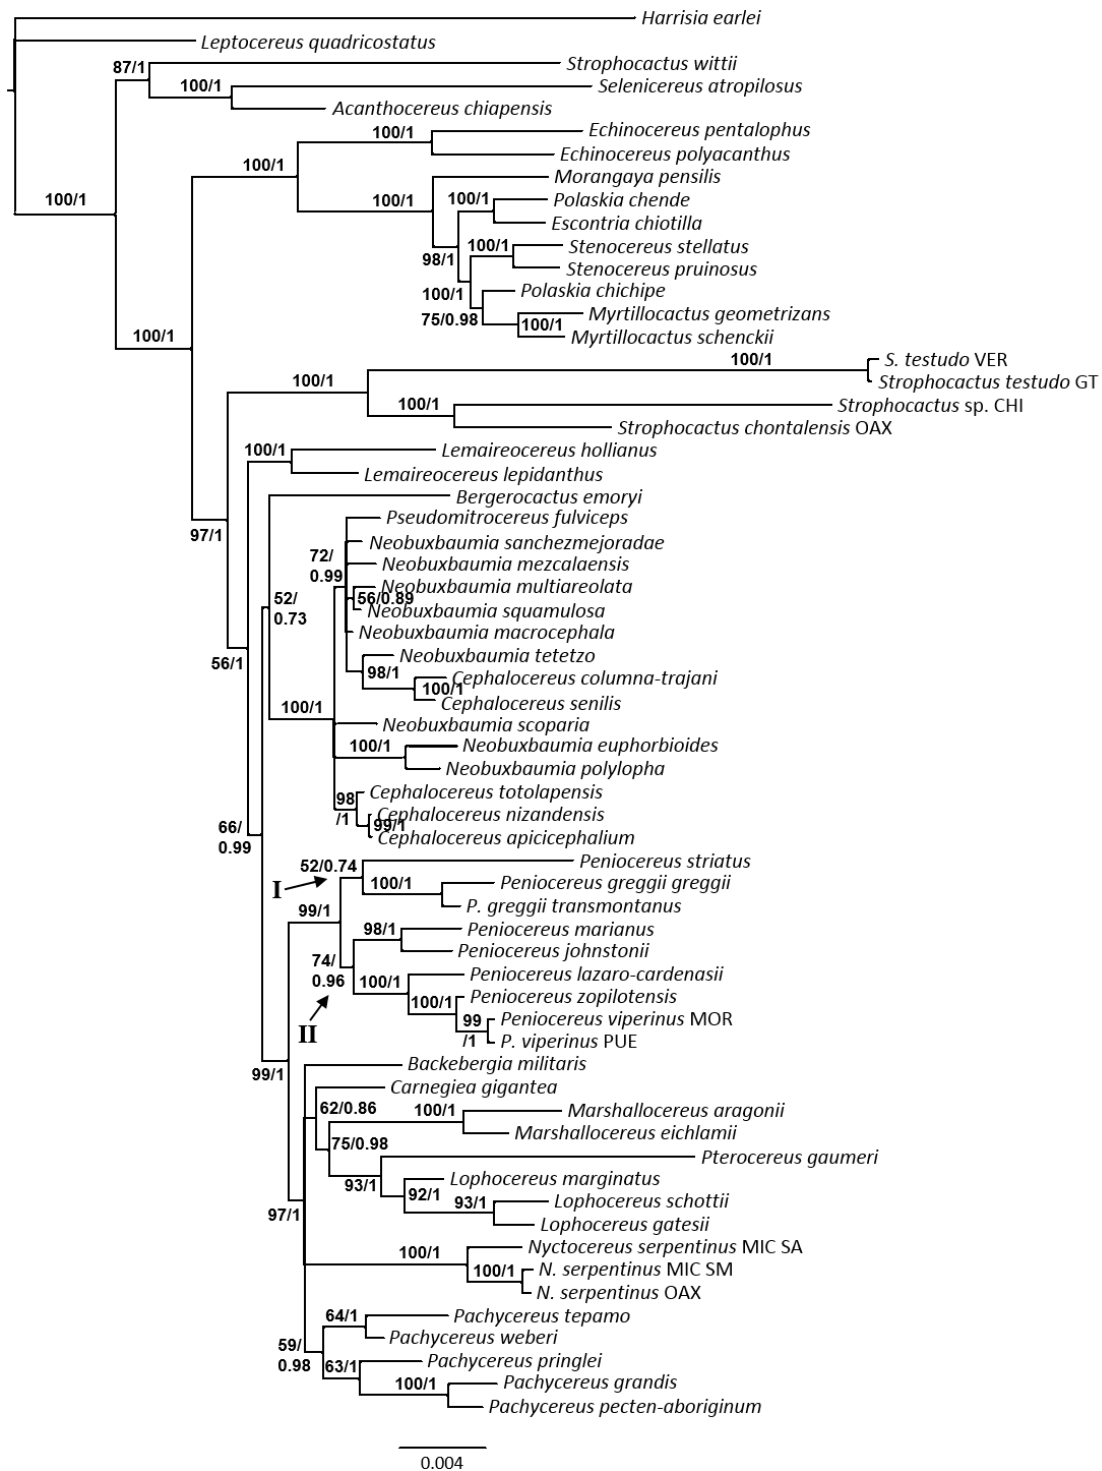 Harrisia earlei
Leptocereus quadricostatus
87/1
Strophocactus wittii
100/1
Selenicereus atropilosus
Acanthocereus chiapensis
100/1
Echinocereus pentalophus
100/1
Echinocereus polyacanthus
Morangaya pensilis
100/1
100/1
100/1
Polaskia chende
Escontria chiotilla
100/1
Stenocereus stellatus
98/1
Stenocereus pruinosus
100/1
Polaskia chichipe
75/0.98
Myrtillocactus geometrizans
100/1
100/1
Myrtillocactus schenckii
100/1
S. testudo VER
100/1
Strophocactus testudo GT
100/1
Strophocactus sp. CHI
Strophocactus chontalensis OAX
100/1
Lemaireocereus hollianus
Lemaireocereus lepidanthus
Bergerocactus emoryi
97/1
Pseudomitrocereus fulviceps
Neobuxbaumia sanchezmejoradae
72/
0.99
Neobuxbaumia mezcalaensis
Neobuxbaumia multiareolata
56/0.89
52/
0.73
Neobuxbaumia squamulosa
Neobuxbaumia macrocephala
56/1
Neobuxbaumia tetetzo
98/1
Cephalocereus columna-trajani
100/1
Cephalocereus senilis
100/1
Neobuxbaumia scoparia
100/1
Neobuxbaumia euphorbioides
Neobuxbaumia polylopha
Cephalocereus totolapensis
98
/1
Cephalocereus nizandensis
99/1
66/
0.99
Cephalocereus apicicephalium
52/0.74
Peniocereus striatus
I
100/1
Peniocereus greggii greggii
99/1
P. greggii transmontanus
98/1
Peniocereus marianus
Peniocereus johnstonii
74/
0.96
100/1
Peniocereus lazaro-cardenasii
100/1
Peniocereus zopilotensis
99
/1
Peniocereus viperinus MOR
II
P. viperinus PUE
Backebergia militaris
99/1
Carnegiea gigantea
62/0.86
100/1
Marshallocereus aragonii
Marshallocereus eichlamii
75/0.98
Pterocereus gaumeri
93/1
Lophocereus marginatus
92/1
93/1
Lophocereus schottii
97/1
Lophocereus gatesii
100/1
Nyctocereus serpentinus MIC SA
100/1
N. serpentinus MIC SM
N. serpentinus OAX
64/1
Pachycereus tepamo
Pachycereus weberi
59/
0.98
63/1
Pachycereus pringlei
100/1
Pachycereus grandis
Pachycereus pecten-aboriginum
0.004